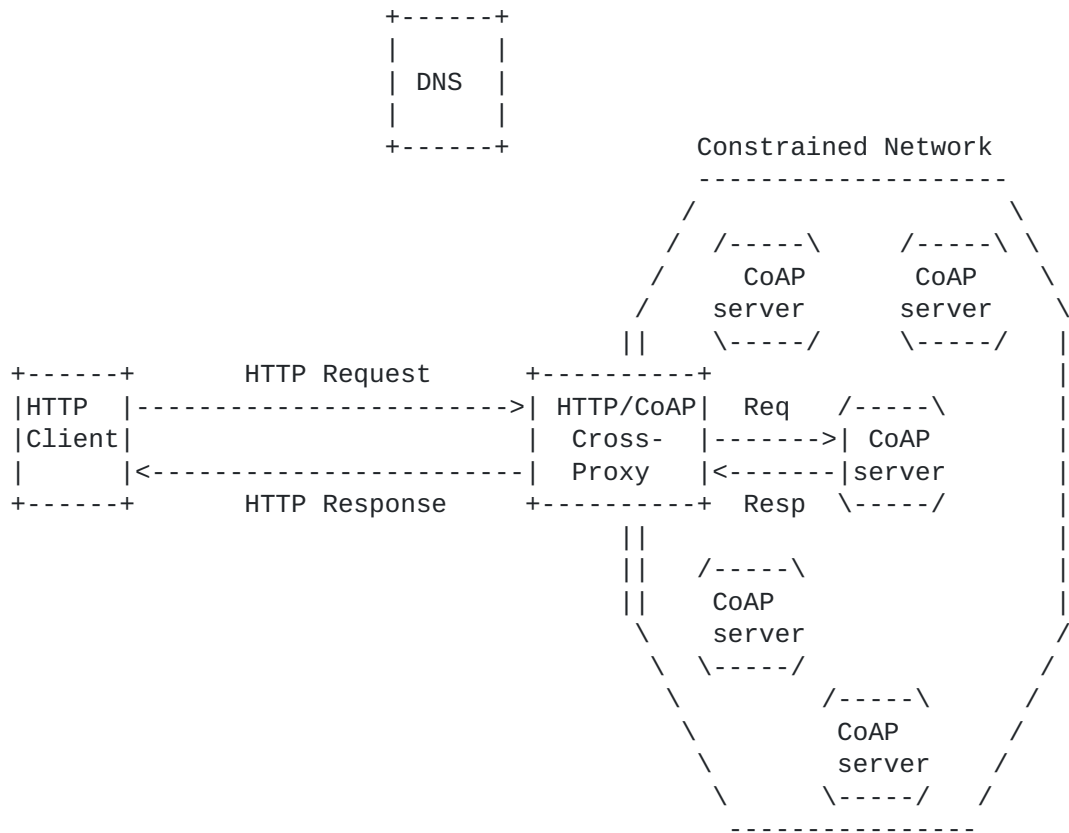 DNS
Constrained Network
CoAP CoAP
server server
HTTP Request
HTTP HTTP/CoAP Req
Client Cross- CoAP
Proxy server
HTTP Response Resp
CoAP
server
CoAP
server